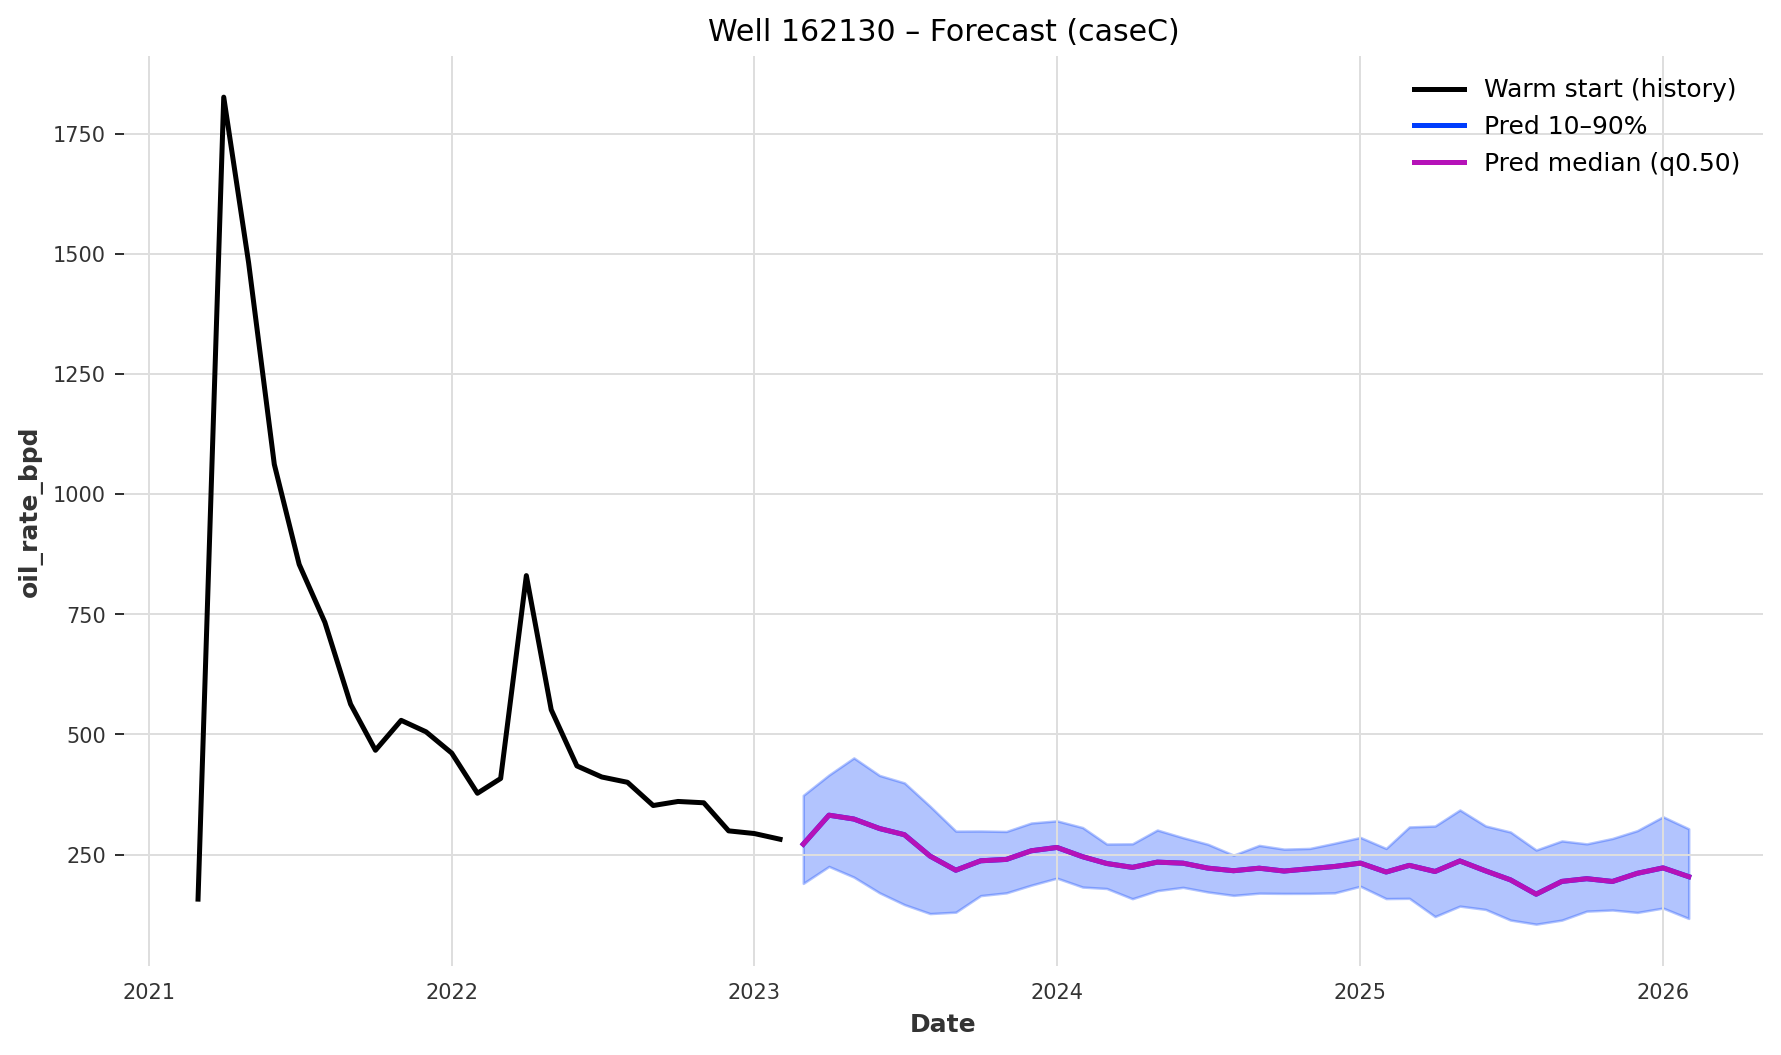 Well 162130 – Forecast (caseC)
Warm start (history)
Pred 10–90%
Pred median (q0.50)
oil_rate_bpd
1750
1500
1250
1000
750
500
250
2021
2022
2023
2024
2025
2026
Date